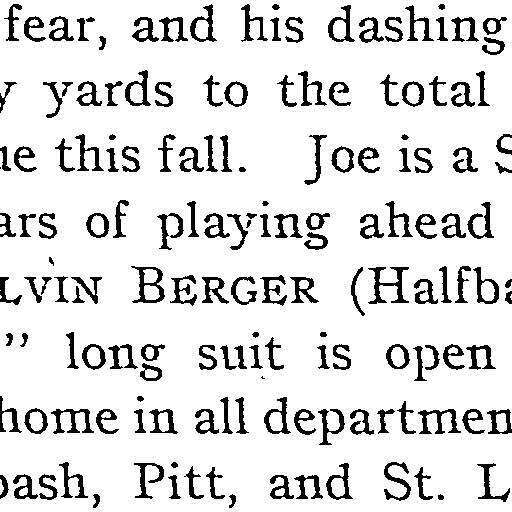 fear, and his dashing
y yards to the total
ue this fall. Joe is a S
ars of playing ahead
LVIN BERGER (Halfba
" long suit is open
home in all departmen
bash, Pitt, and St. L